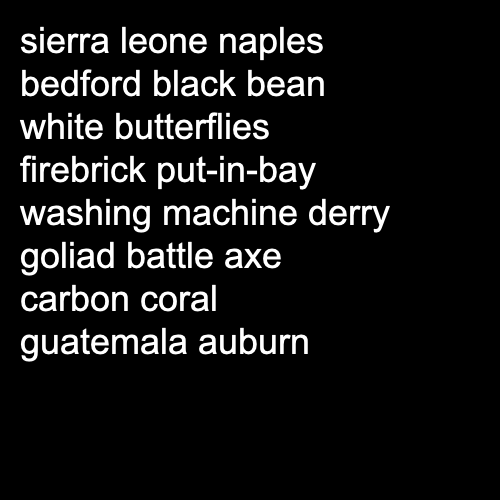 sierra leone naples
bedford black bean
white butterflies
firebrick put-in-bay
washing machine derry
goliad battle axe
carbon coral
guatemala auburn